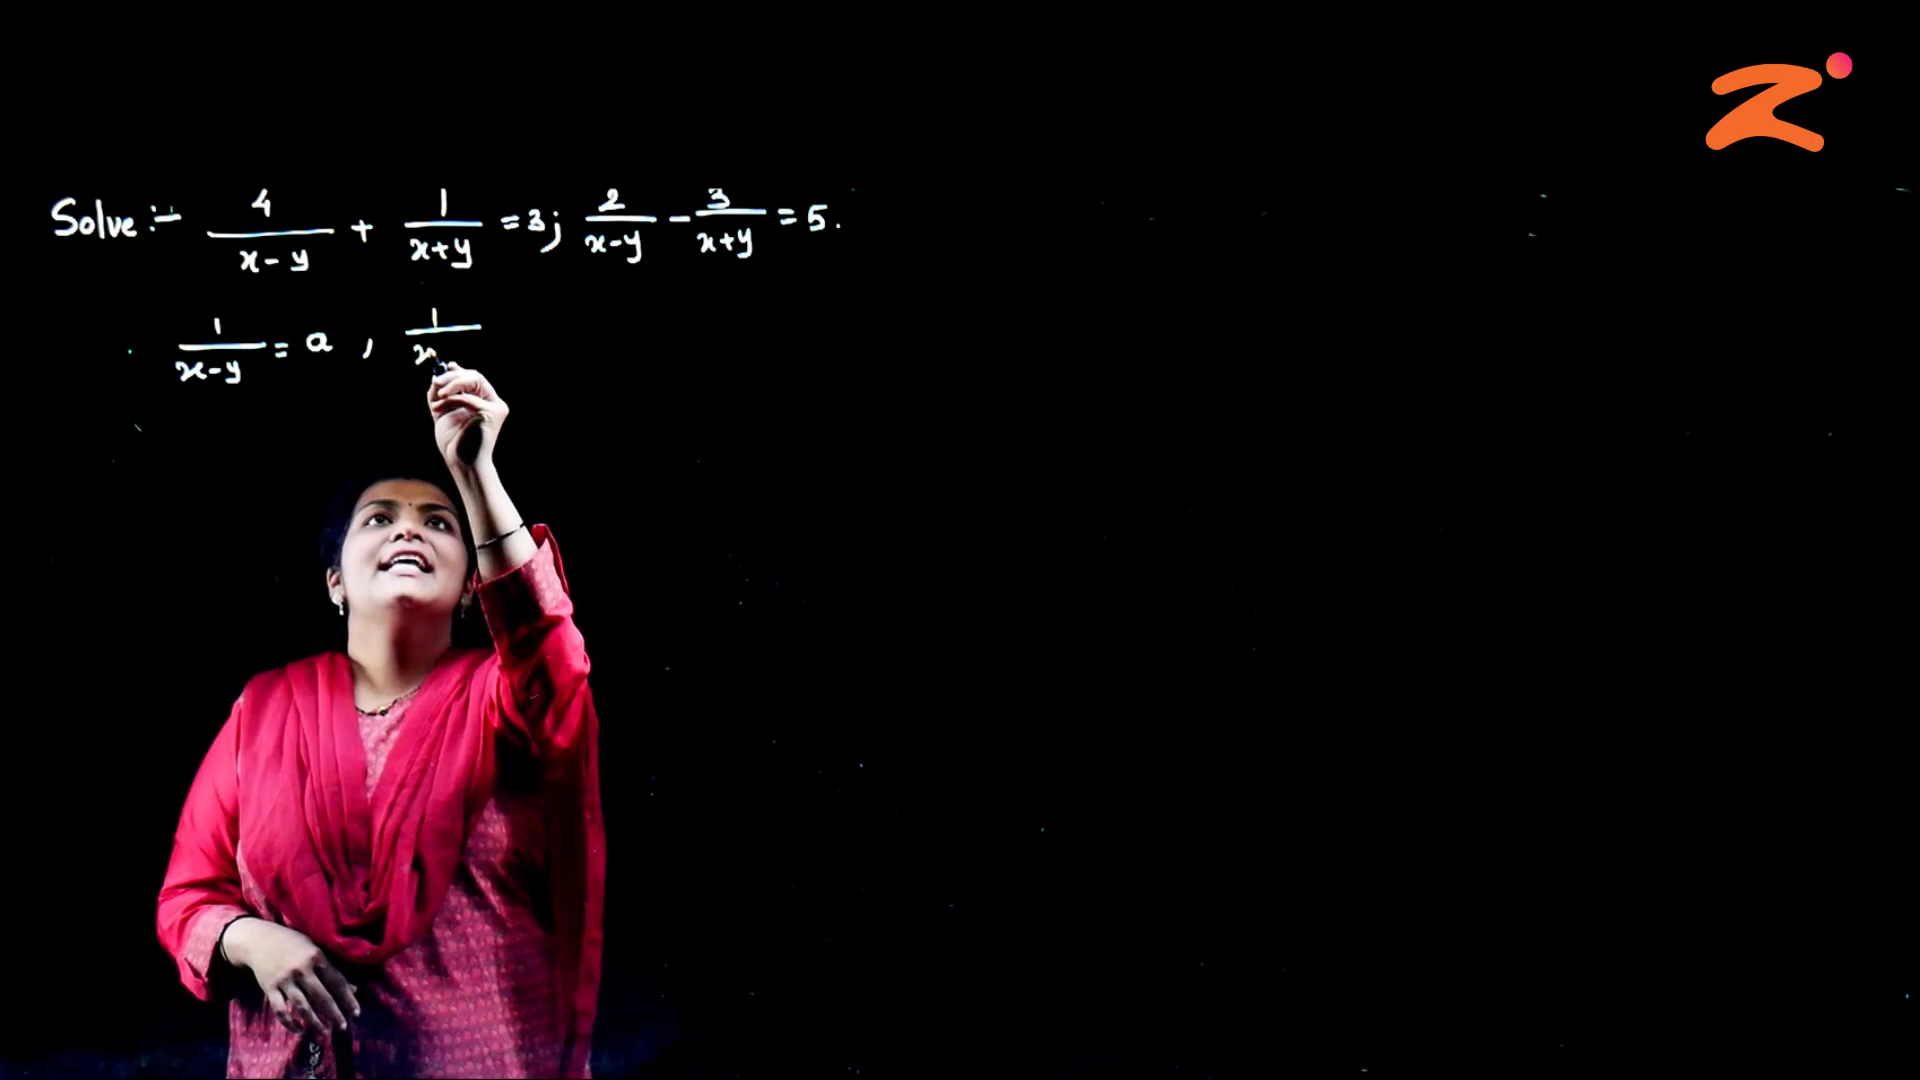 Solve :- 4/(x-y) + 1/(x+y) = 3; 2/(x-y) - 3/(x+y) = 5.
1/(x-y) = a , 1/x